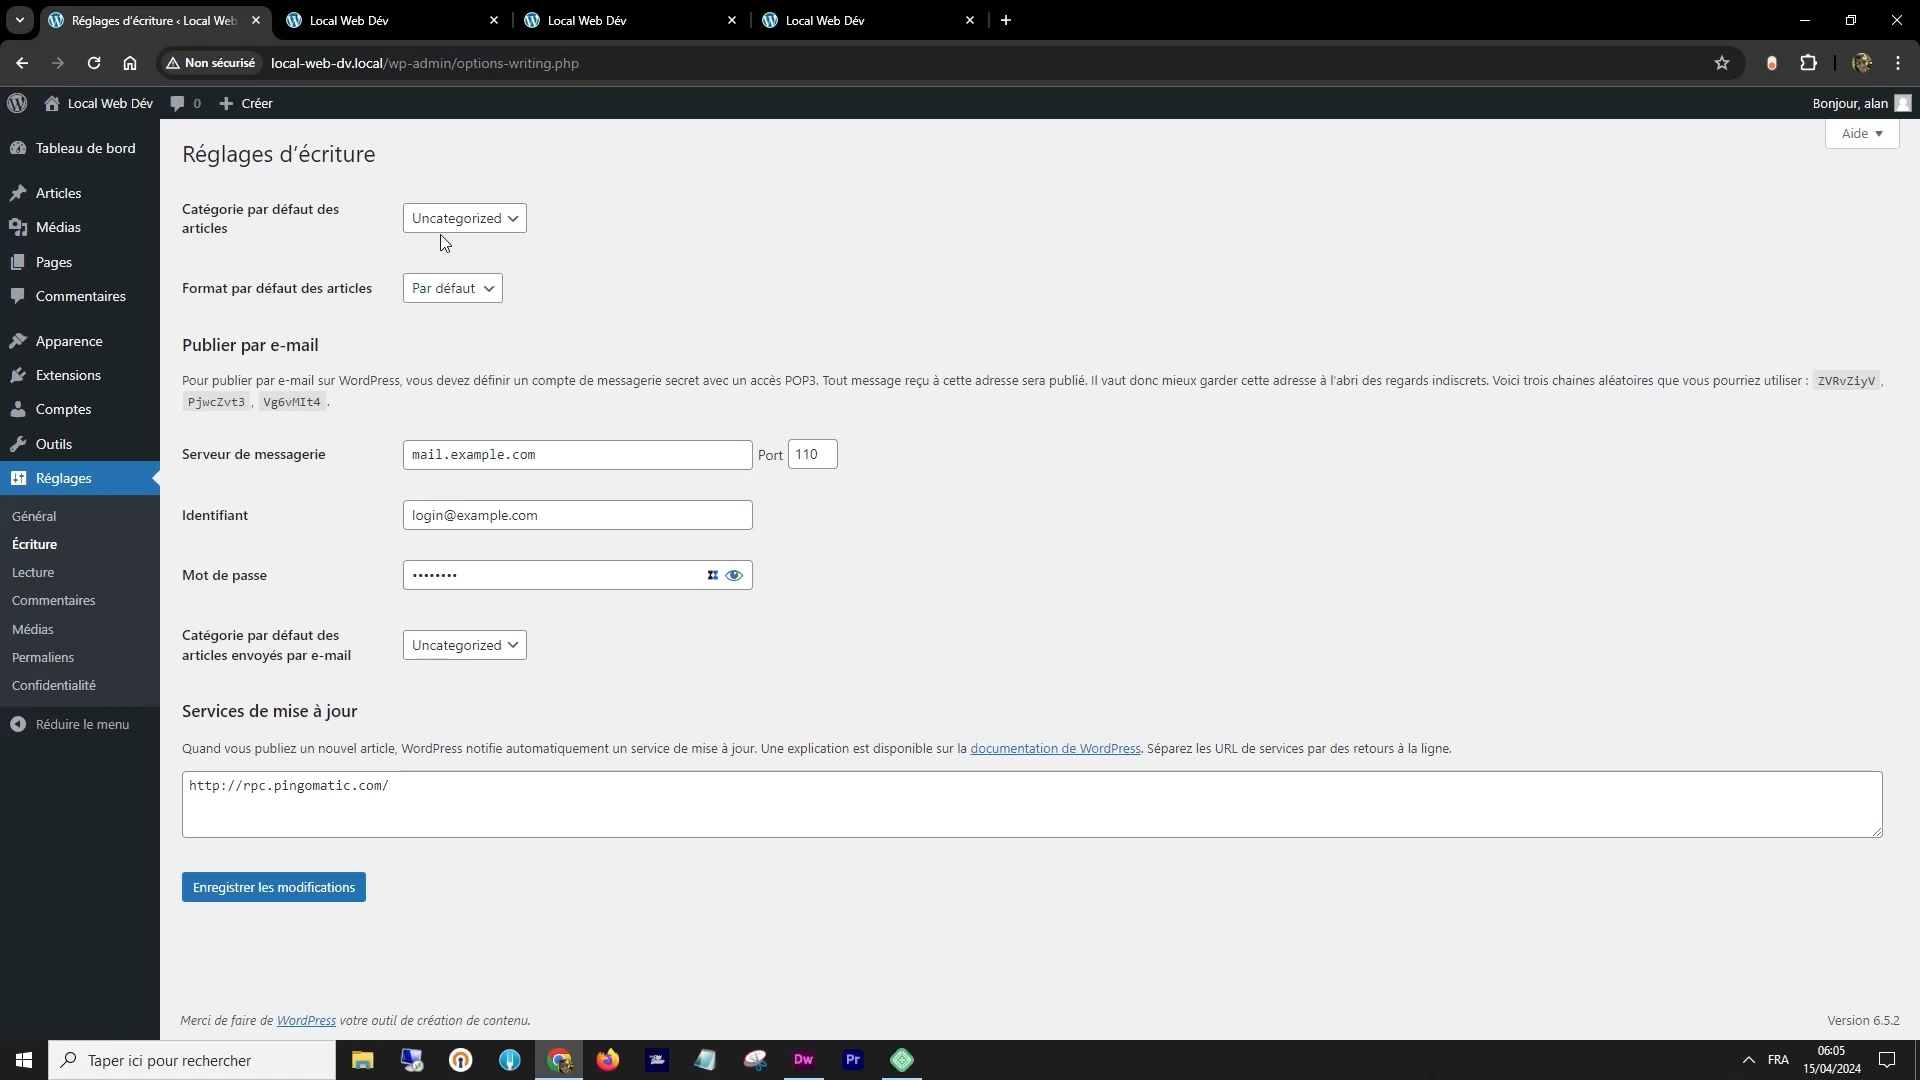 Réglages d'écriture ‹ Local Web
Local Web Dév
Local Web Dév
Local Web Dév
Non sécurisé
local-web-dv.local/wp-admin/options-writing.php
Local Web Dév
0
Créer
Bonjour, alan
Aide
Tableau de bord
Articles
Médias
Pages
Commentaires
Apparence
Extensions
Comptes
Outils
Réglages
Général
Écriture
Lecture
Commentaires
Médias
Permaliens
Confidentialité
Réduire le menu
Réglages d'écriture
Catégorie par défaut des
articles
Uncategorized
Format par défaut des articles
Par défaut
Publier par e-mail
Pour publier par e-mail sur WordPress, vous devez définir un compte de messagerie secret avec un accès POP3. Tout message reçu à cette adresse sera publié. Il vaut donc mieux garder cette adresse à l'abri des regards indiscrets. Voici trois chaines aléatoires que vous pourriez utiliser : ZVRvZiyV ,
PjwcZvt3 , Vg6vMIt4 .
Serveur de messagerie
mail.example.com
Port
110
Identifiant
login@example.com
Mot de passe
••••••••
Catégorie par défaut des
articles envoyés par e-mail
Uncategorized
Services de mise à jour
Quand vous publiez un nouvel article, WordPress notifie automatiquement un service de mise à jour. Une explication est disponible sur la documentation de WordPress. Séparez les URL de services par des retours à la ligne.
http://rpc.pingomatic.com/
Enregistrer les modifications
Merci de faire de WordPress votre outil de création de contenu.
Version 6.5.2
Taper ici pour rechercher
Dw
Pr
FRA
06:05
15/04/2024